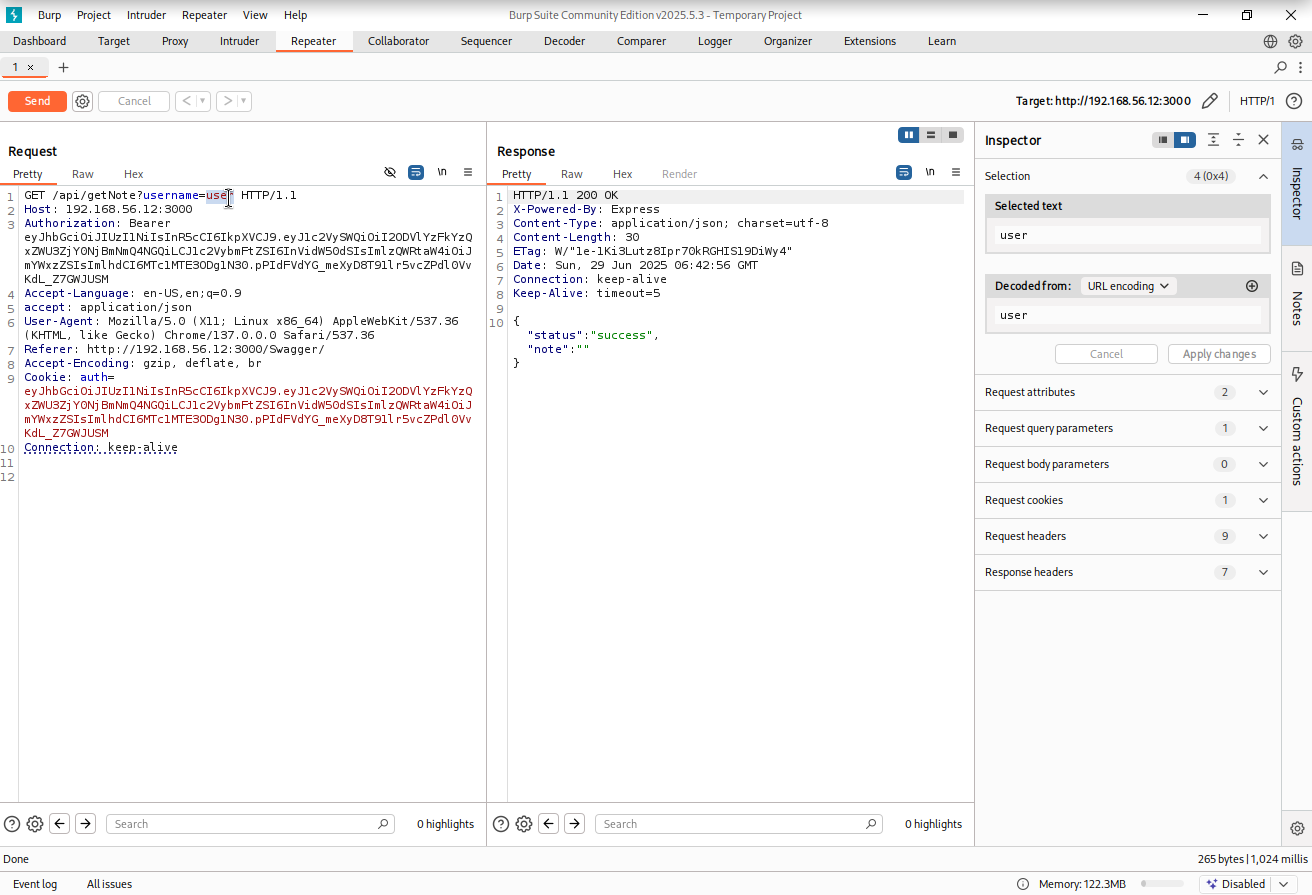 Burp Project Intruder Repeater View Help
Burp Suite Community Edition v2025.5.3 - Temporary Project
Dashboard Target Proxy Intruder Repeater Collaborator Sequencer Decoder Comparer Logger Organizer Extensions Learn
1 × +
Send Cancel < >
Target: http://192.168.56.12:3000 HTTP/1
Request
Pretty Raw Hex
\n
1 GET /api/getNote?username=user HTTP/1.1
2 Host: 192.168.56.12:3000
3 Authorization: Bearer
eyJhbGciOiJIUzI1NiIsInR5cCI6IkpXVCJ9.eyJ1c2VySWQiOiI2ODVlYzFkYzQ
xZWU3ZjY0NjBmNmQ4NGQiLCJ1c2VybmFtZSI6InVidW50dSIsImlzQWRtaW4iOiJ
mYWxzZSIsImlhdCI6MTc1MTE3ODg1N30.pPIdFVdYG_meXyD8T91lr5vcZPdl0Vv
KdL_Z7GWJUSM
4 Accept-Language: en-US,en;q=0.9
5 accept: application/json
6 User-Agent: Mozilla/5.0 (X11; Linux x86_64) AppleWebKit/537.36
(KHTML, like Gecko) Chrome/137.0.0.0 Safari/537.36
7 Referer: http://192.168.56.12:3000/Swagger/
8 Accept-Encoding: gzip, deflate, br
9 Cookie: auth=
eyJhbGciOiJIUzI1NiIsInR5cCI6IkpXVCJ9.eyJ1c2VySWQiOiI2ODVlYzFkYzQ
xZWU3ZjY0NjBmNmQ4NGQiLCJ1c2VybmFtZSI6InVidW50dSIsImlzQWRtaW4iOiJ
mYWxzZSIsImlhdCI6MTc1MTE3ODg1N30.pPIdFVdYG_meXyD8T91lr5vcZPdl0Vv
KdL_Z7GWJUSM
10 Connection: keep-alive
11
12
Search
0 highlights
Response
Pretty Raw Hex Render
\n
1 HTTP/1.1 200 OK
2 X-Powered-By: Express
3 Content-Type: application/json; charset=utf-8
4 Content-Length: 30
5 ETag: W/"1e-1Ki3Lutz8Ipr70kRGHIS19DiWy4"
6 Date: Sun, 29 Jun 2025 06:42:56 GMT
7 Connection: keep-alive
8 Keep-Alive: timeout=5
9
10 {
"status":"success",
"note":""
}
Search
0 highlights
Inspector
Selection 4 (0x4)
Selected text
user
Decoded from: URL encoding
user
Cancel Apply changes
Request attributes 2
Request query parameters 1
Request body parameters 0
Request cookies 1
Request headers 9
Response headers 7
Inspector
Notes
Custom actions
Done
265 bytes | 1,024 millis
Event log All issues
Memory: 122.3MB
Disabled